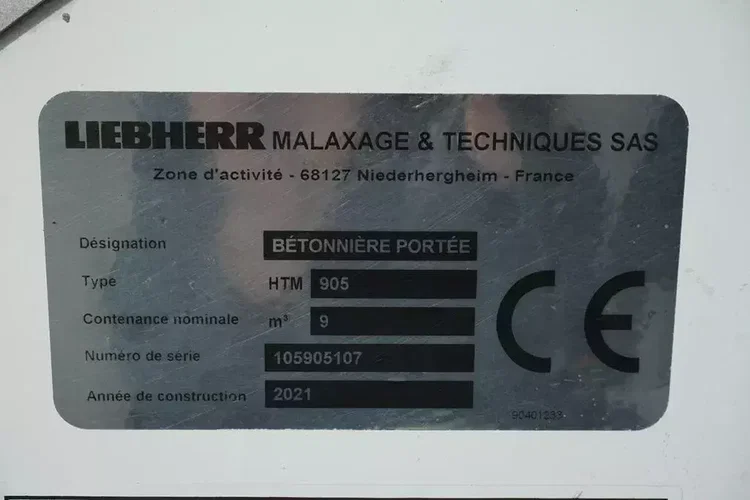 LIEBHERR MALAXAGE & TECHNIQUES SAS
Zone d'activité - 68127 Niederhergheim - France
Désignation BÉTONNIÈRE PORTÉE
Type HTM 905
Contenance nominale m³ 9
Numéro de série 105905107
Année de construction 2021
CE
90401233